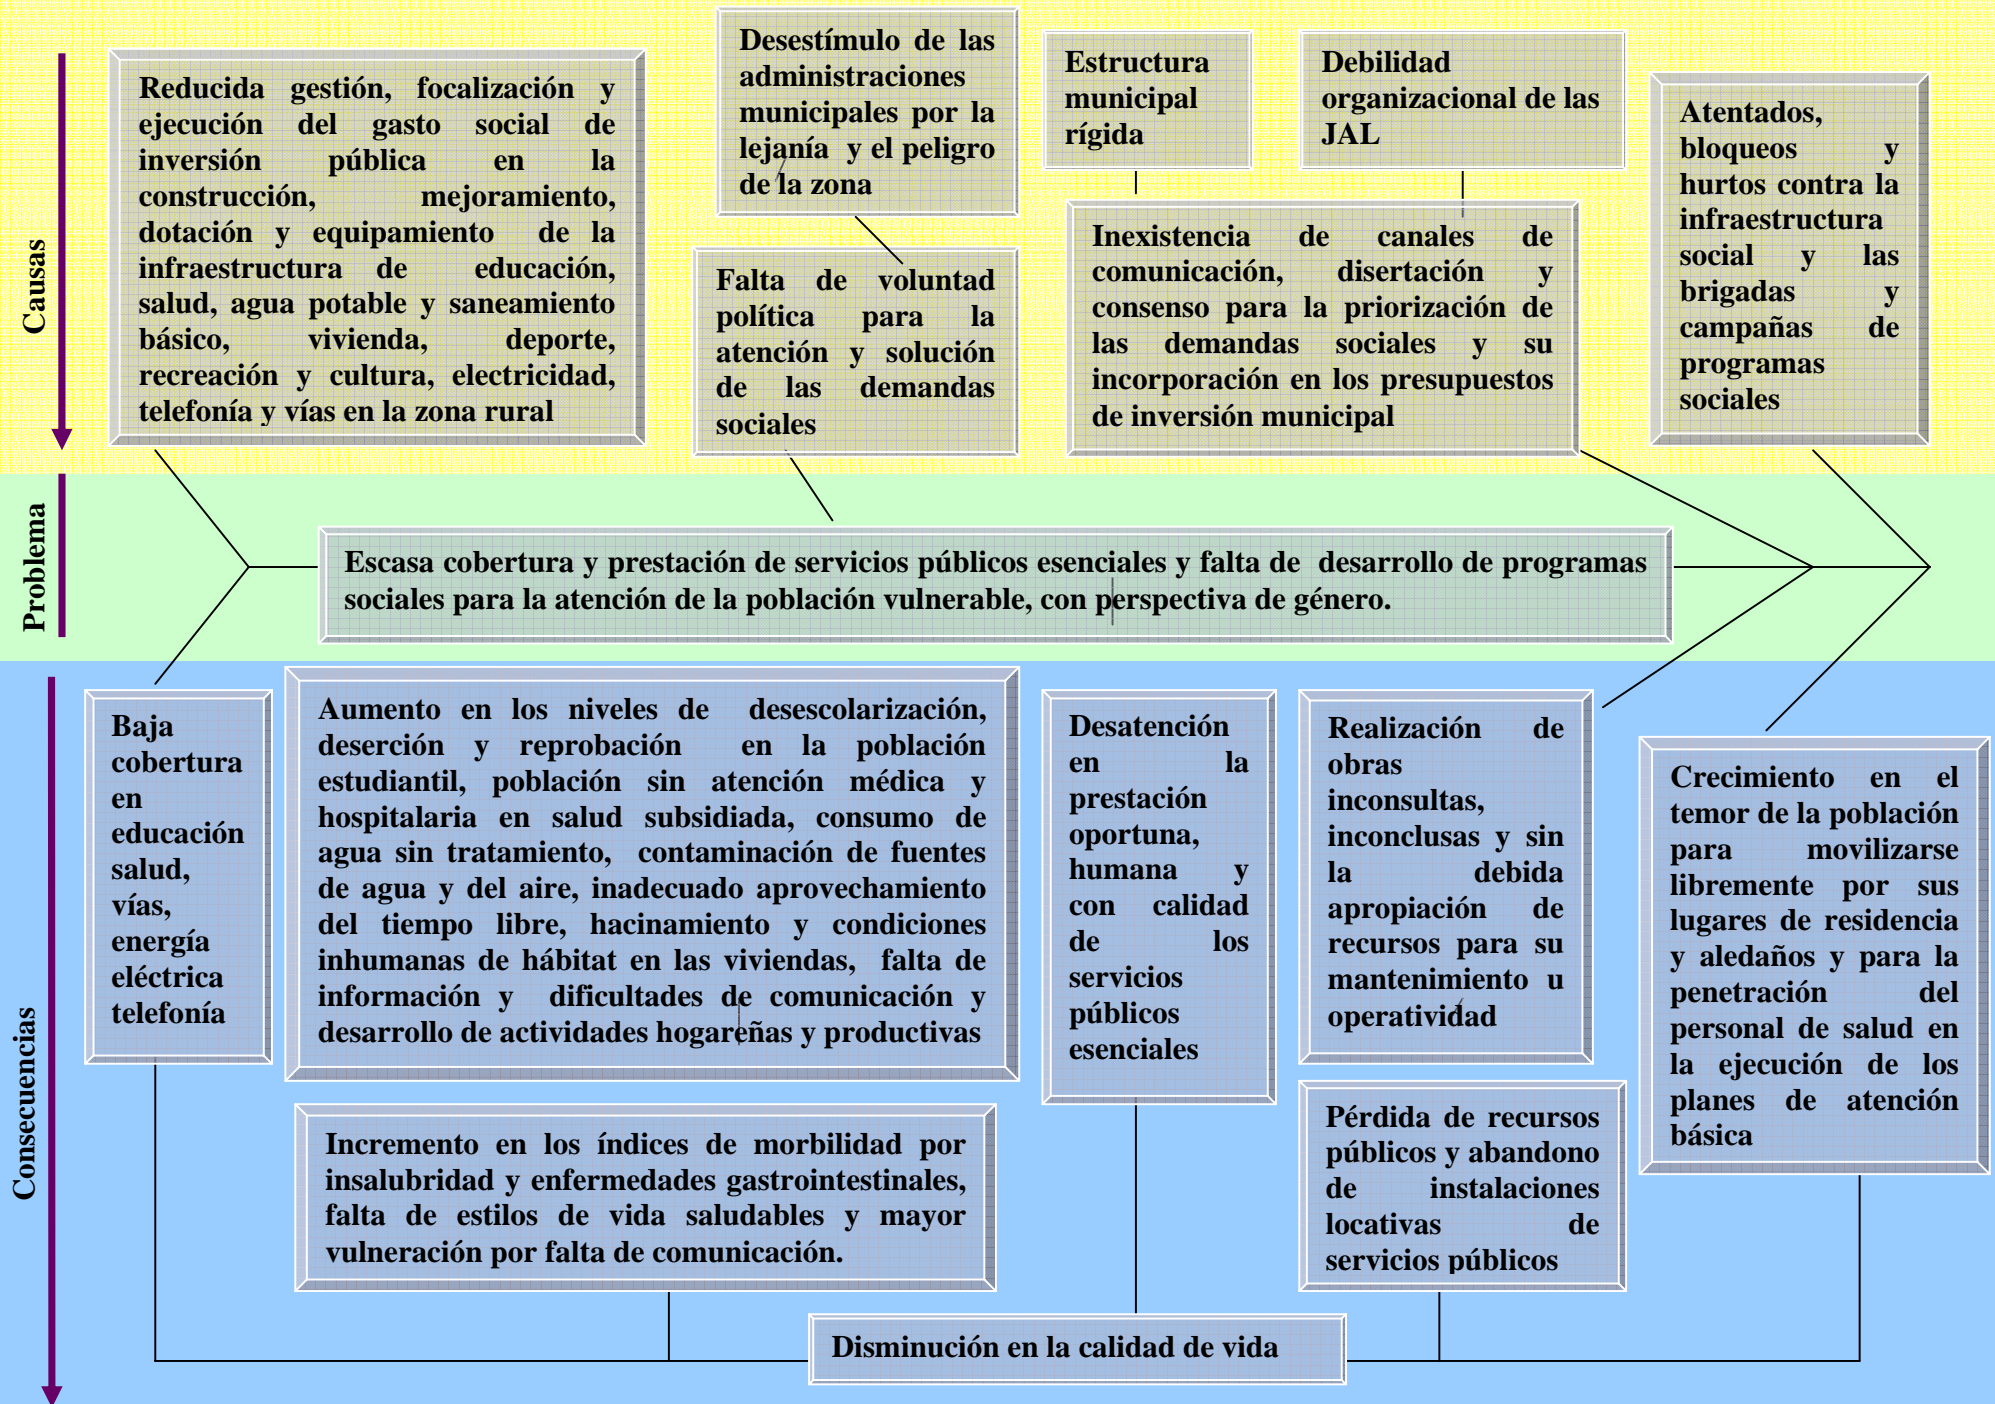 Causas
Reducida gestión, focalización y
ejecución del gasto social de
inversión pública en la
construcción, mejoramiento,
dotación y equipamiento de la
infraestructura de educación,
salud, agua potable y saneamiento
básico, vivienda, deporte,
recreación y cultura, electricidad,
telefonía y vías en la zona rural
Desestímulo de las
administraciones
municipales por la
lejanía y el peligro
de la zona
Falta de voluntad
política para la
atención y solución
de las demandas
sociales
Estructura
municipal
rígida
Debilidad
organizacional de las
JAL
Inexistencia de canales de
comunicación, disertación y
consenso para la priorización de
las demandas sociales y su
incorporación en los presupuestos
de inversión municipal
Atentados,
bloqueos y
hurtos contra la
infraestructura
social y las
brigadas y
campañas de
programas
sociales
Problema
Escasa cobertura y prestación de servicios públicos esenciales y falta de desarrollo de programas
sociales para la atención de la población vulnerable, con perspectiva de género.
Consecuencias
Baja
cobertura
en
educación
salud,
vías,
energía
eléctrica
telefonía
Aumento en los niveles de desescolarización,
deserción y reprobación en la población
estudiantil, población sin atención médica y
hospitalaria en salud subsidiada, consumo de
agua sin tratamiento, contaminación de fuentes
de agua y del aire, inadecuado aprovechamiento
del tiempo libre, hacinamiento y condiciones
inhumanas de hábitat en las viviendas, falta de
información y dificultades de comunicación y
desarrollo de actividades hogareñas y productivas
Incremento en los índices de morbilidad por
insalubridad y enfermedades gastrointestinales,
falta de estilos de vida saludables y mayor
vulneración por falta de comunicación.
Desatención
en la
prestación
oportuna,
humana y
con calidad
de los
servicios
públicos
esenciales
Realización de
obras
inconsultas,
inconclusas y sin
la debida
apropiación de
recursos para su
mantenimiento u
operatividad
Pérdida de recursos
públicos y abandono
de instalaciones
locativas de
servicios públicos
Crecimiento en el
temor de la población
para movilizarse
libremente por sus
lugares de residencia
y aledaños y para la
penetración del
personal de salud en
la ejecución de los
planes de atención
básica
Disminución en la calidad de vida